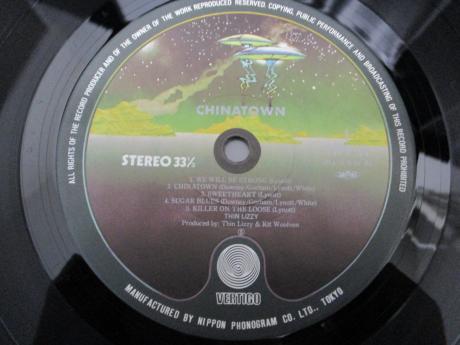 ALL RIGHTS OF THE RECORD PRODUCER AND OF THE OWNER OF THE WORK REPRODUCED RESERVED. COPYING, PUBLIC PERFORMANCE AND BROADCASTING OF THIS RECORD PROHIBITED
CHINATOWN
STEREO 33⅓
1. WE WILL BE STRONG (Lynott)
2. CHINATOWN (Downey/Gorham/Lynott/White)
3. SWEETHEART (Lynott)
4. SUGAR BLUES (Downey/Gorham/Lynott/White)
5. KILLER ON THE LOOSE (Lynott)
THIN LIZZY
Produced by: Thin Lizzy & Kit Woolven
VERTIGO
MANUFACTURED BY NIPPON PHONOGRAM CO. LTD., TOKYO